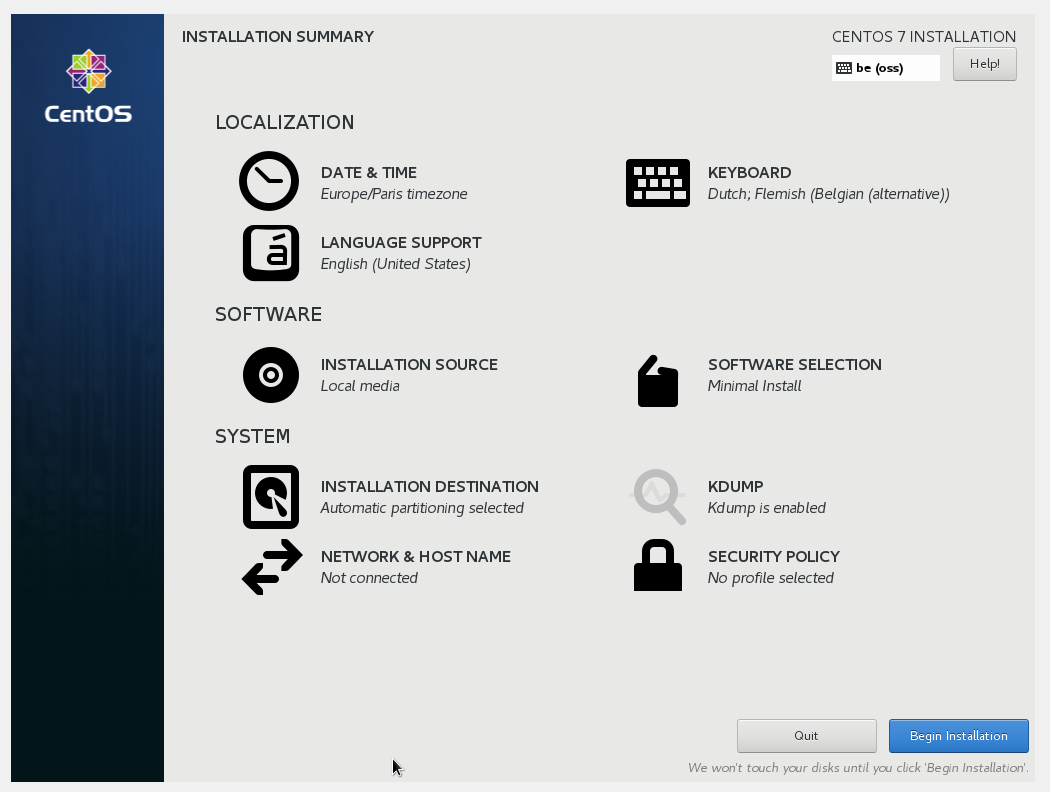 CentOS
INSTALLATION SUMMARY
CENTOS 7 INSTALLATION
be (oss)
Help!
LOCALIZATION
DATE & TIME
Europe/Paris timezone
KEYBOARD
Dutch; Flemish (Belgian (alternative))
á
LANGUAGE SUPPORT
English (United States)
SOFTWARE
INSTALLATION SOURCE
Local media
SOFTWARE SELECTION
Minimal Install
SYSTEM
INSTALLATION DESTINATION
Automatic partitioning selected
KDUMP
Kdump is enabled
NETWORK & HOST NAME
Not connected
SECURITY POLICY
No profile selected
Quit
Begin Installation
We won't touch your disks until you click 'Begin Installation'.